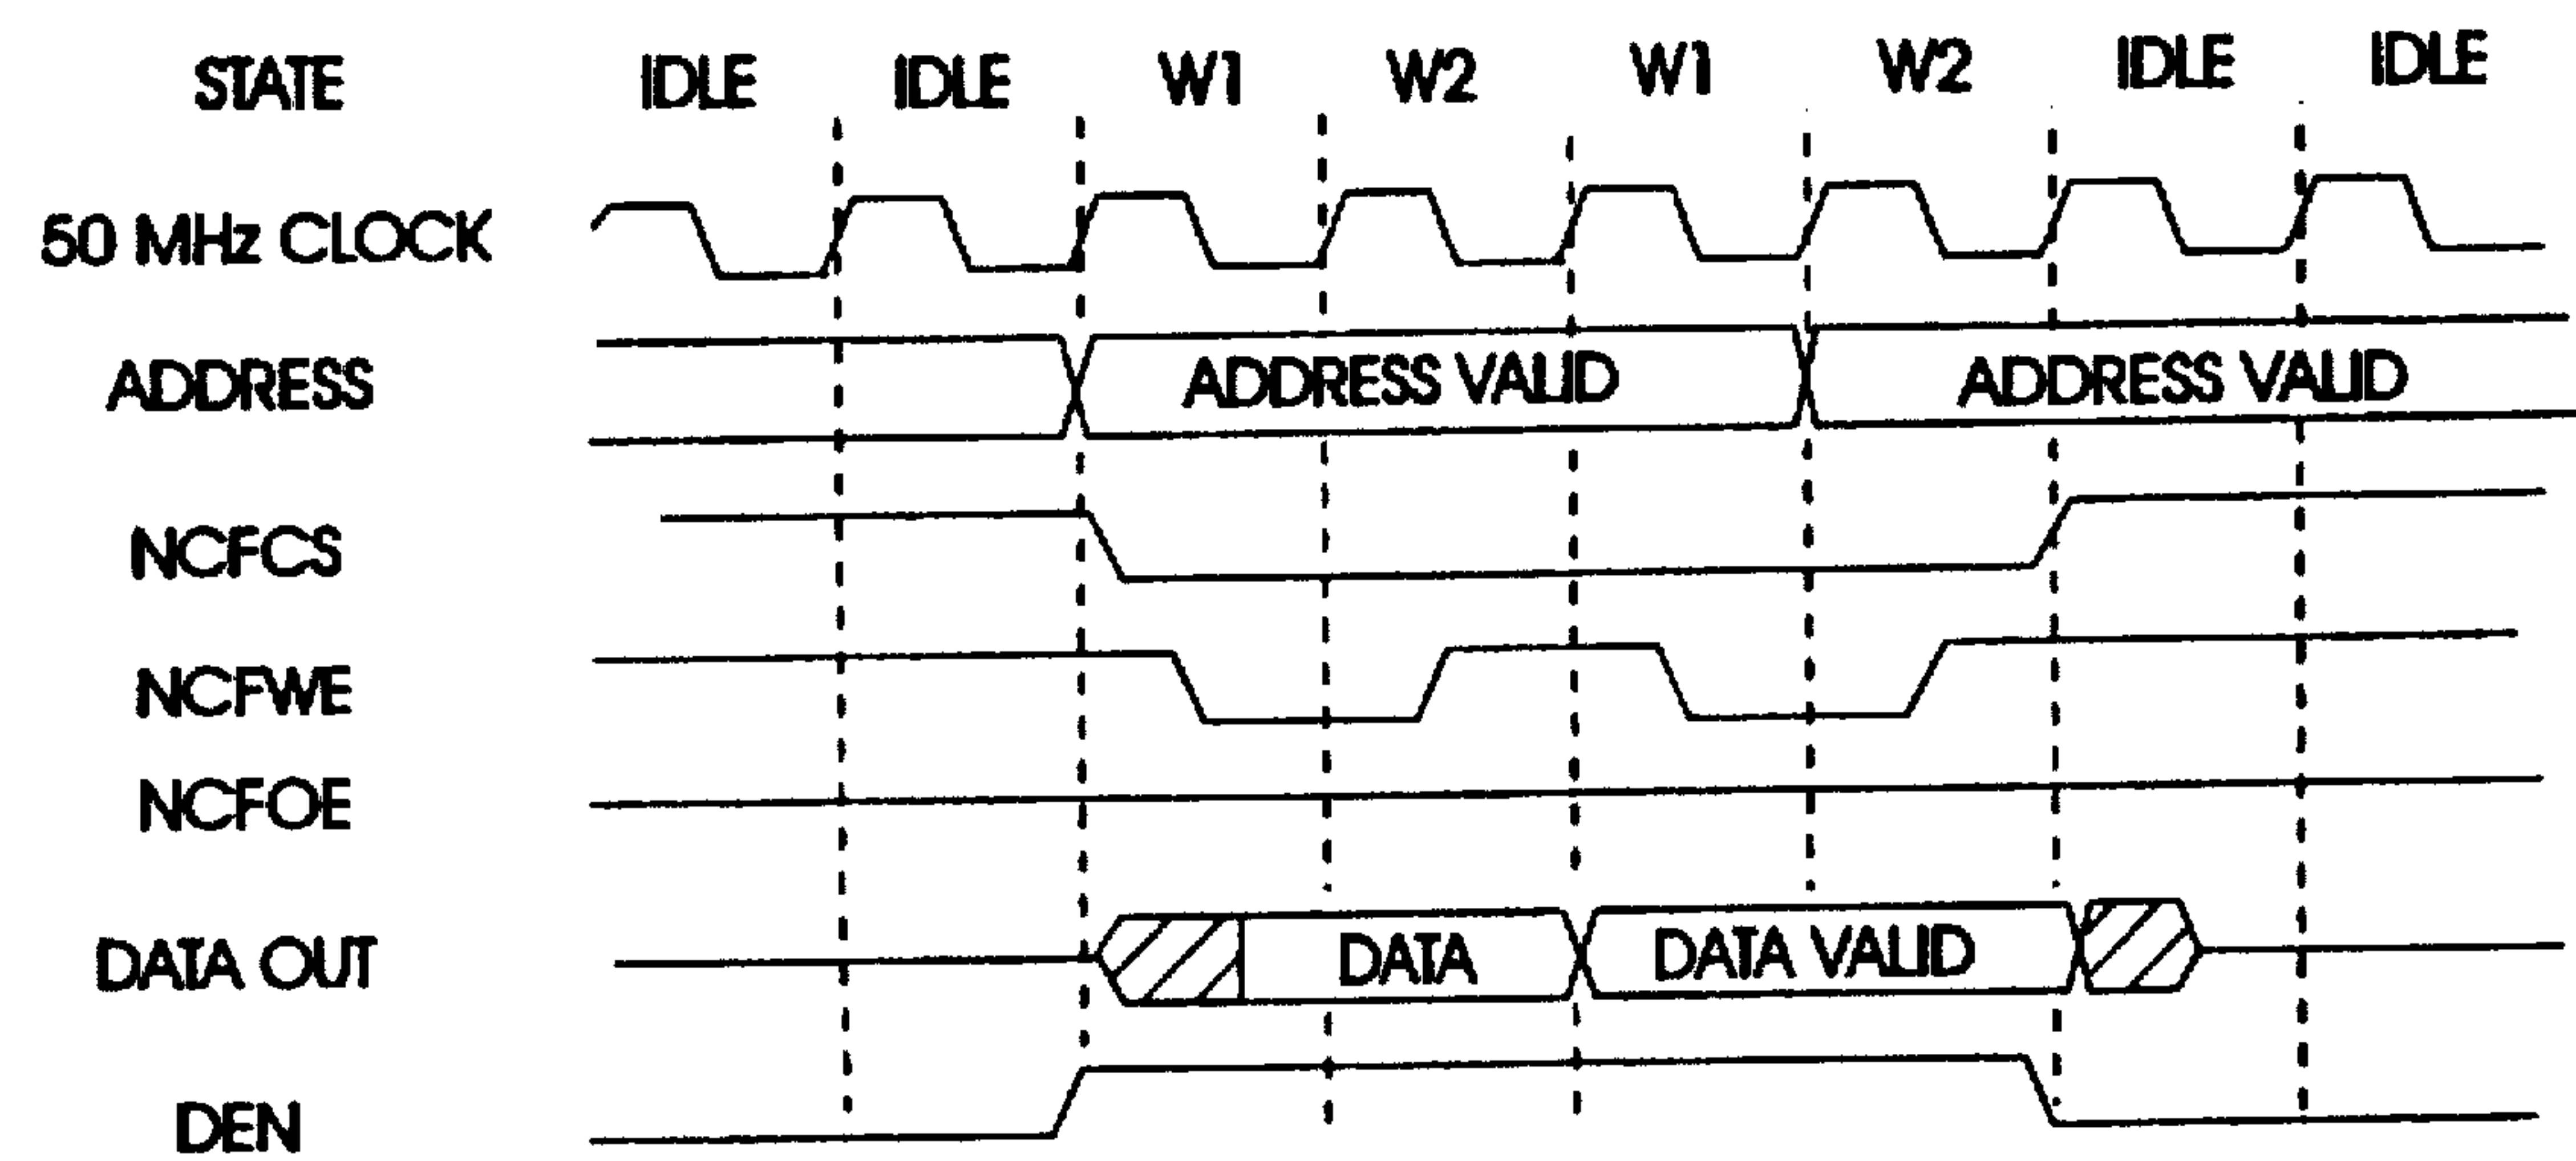 STATE IDLE IDLE W1 W2 W1 W2 IDLE IDLE
50 MHz CLOCK
ADDRESS ADDRESS VALID ADDRESS VALID
NCFCS
NCFWE
NCFOE
DATA OUT DATA DATA VALID
DEN